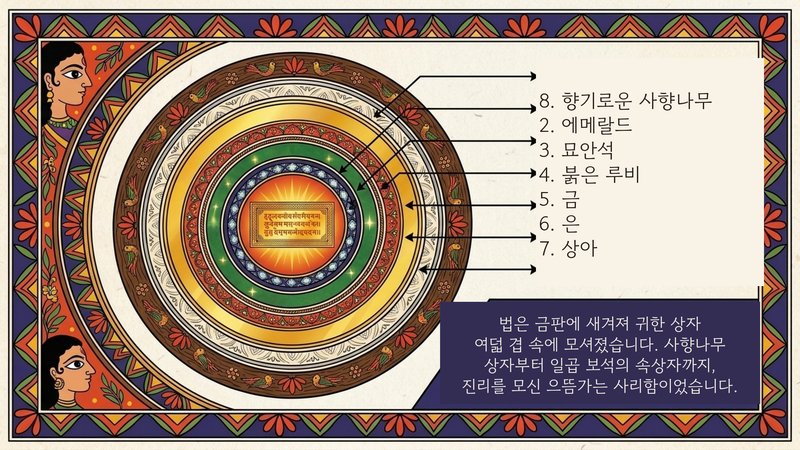 8. 향기로운 사향나무
2. 에메랄드
3. 묘안석
4. 붉은 루비
5. 금
6. 은
7. 상아
법은 금판에 새겨져 귀한 상자
여덟 겹 속에 모셔졌습니다. 사향나무
상자부터 일곱 보석의 속상자까지,
진리를 모신 으뜸가는 사리함이었습니다.